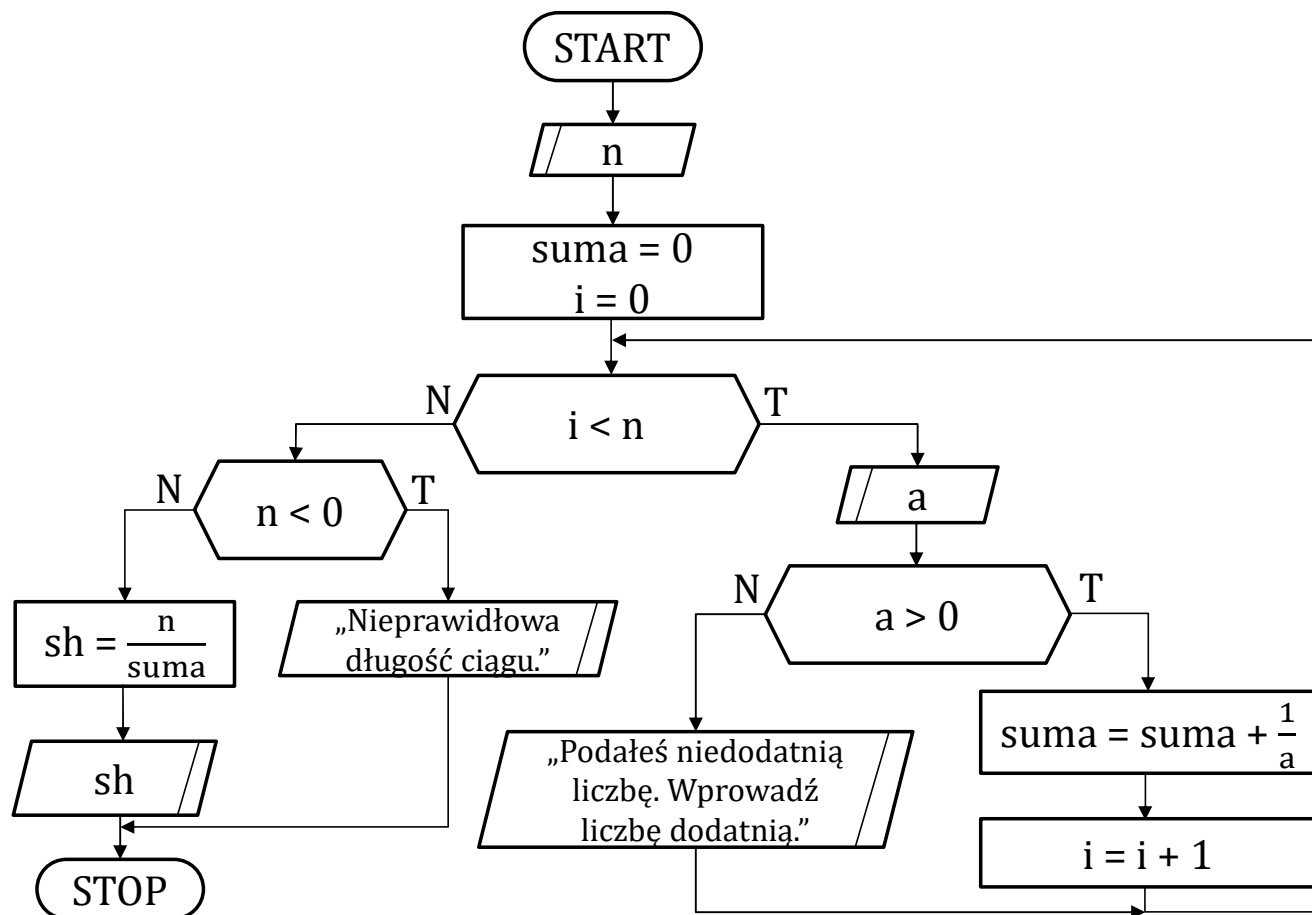 START
n
suma = 0
i = 0
i < n
N
T
n < 0
N
T
sh = n/suma
„Nieprawidłowa
długość ciągu.”
sh
STOP
a
a > 0
N
T
„Podałeś niedodatnią
liczbę. Wprowadź
liczbę dodatnią.”
suma = suma + 1/a
i = i + 1